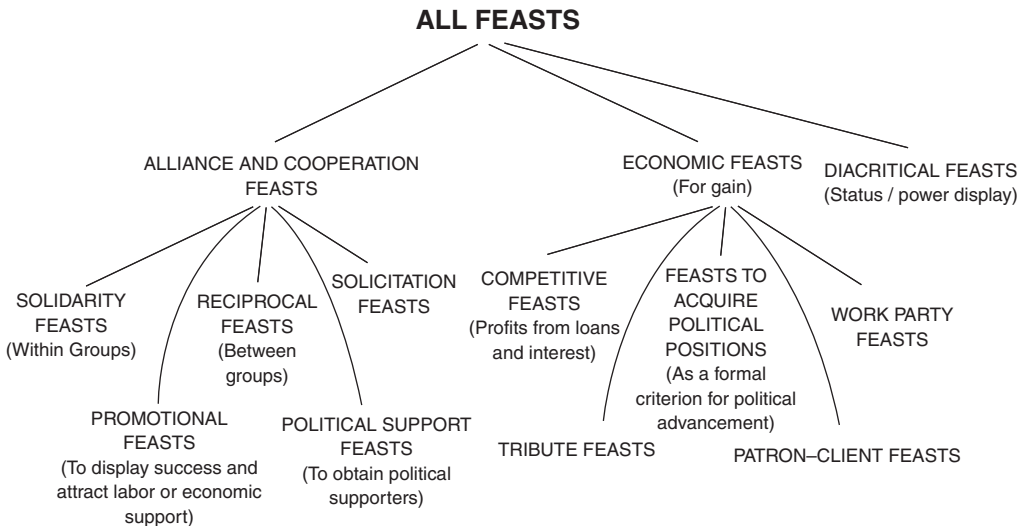 ALL FEASTS
ALLIANCE AND COOPERATION
FEASTS
ECONOMIC FEASTS
(For gain)
DIACRITICAL FEASTS
(Status / power display)
SOLIDARITY
FEASTS
(Within Groups)
PROMOTIONAL
FEASTS
(To display success and
attract labor or economic
support)
RECIPROCAL
FEASTS
(Between
groups)
POLITICAL SUPPORT
FEASTS
(To obtain political
supporters)
SOLICITATION
FEASTS
COMPETITIVE
FEASTS
(Profits from loans
and interest)
TRIBUTE FEASTS
FEASTS TO
ACQUIRE
POLITICAL
POSITIONS
(As a formal
criterion for political
advancement)
PATRON–CLIENT FEASTS
WORK PARTY
FEASTS